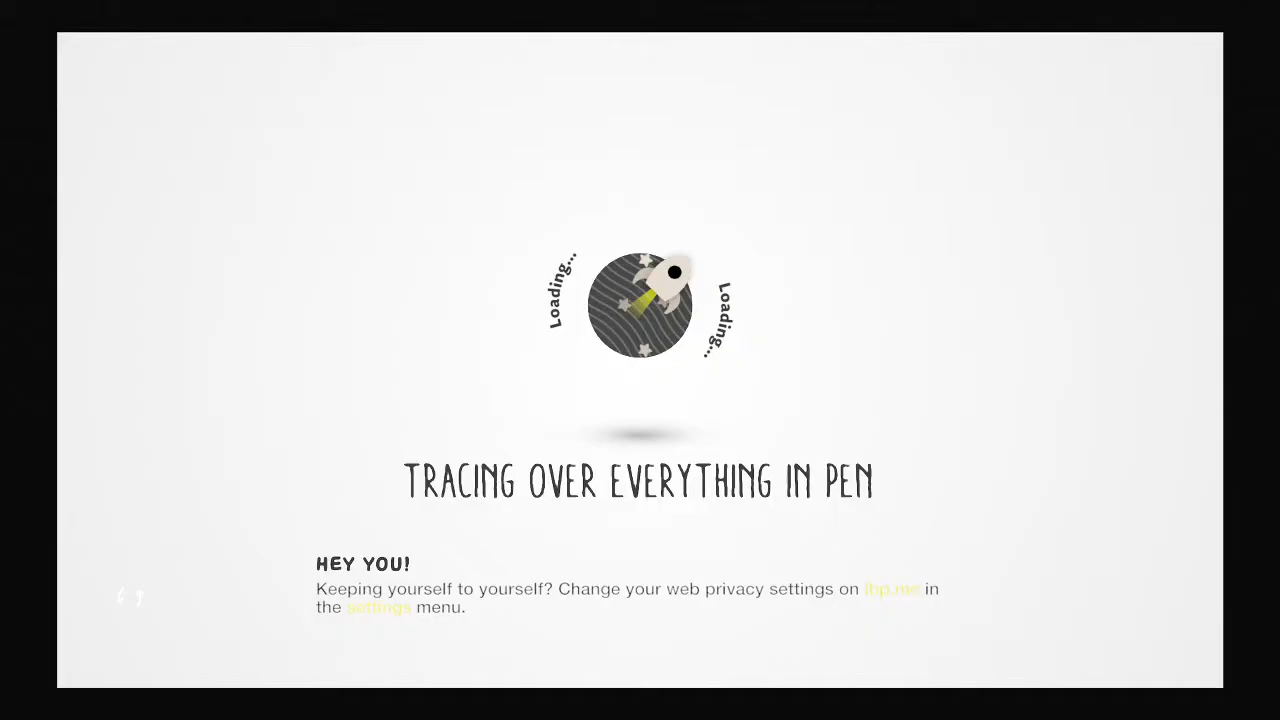 Loading...
Loading...
TRACING OVER EVERYTHING IN PEN
HEY YOU!
Keeping yourself to yourself? Change your web privacy settings on lbp.me in
the settings menu.